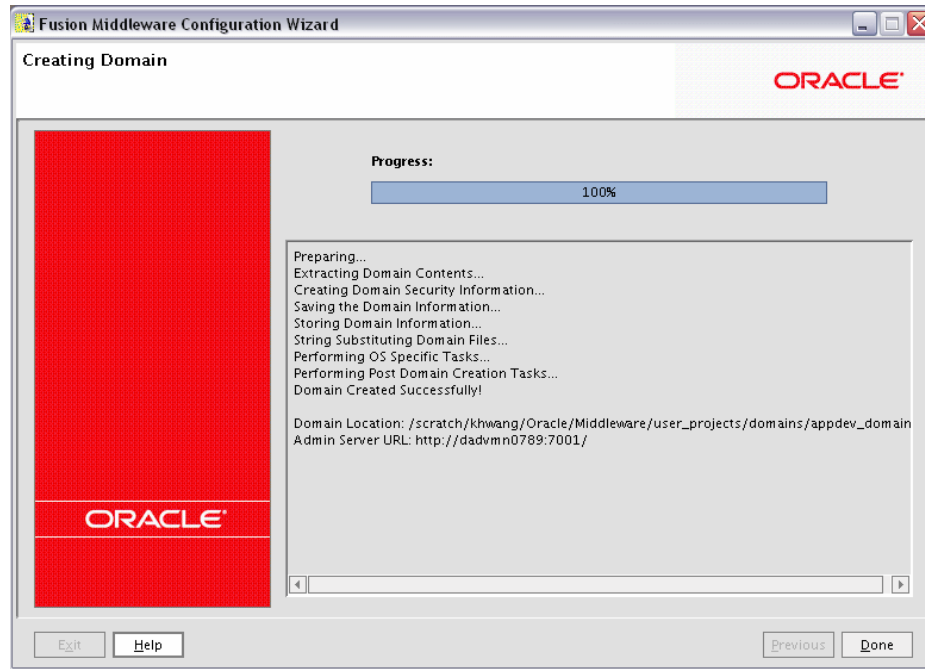 Fusion Middleware Configuration Wizard
Creating Domain
ORACLE
Progress:
100%
Preparing...
Extracting Domain Contents...
Creating Domain Security Information...
Saving the Domain Information...
Storing Domain Information...
String Substituting Domain Files...
Performing OS Specific Tasks...
Performing Post Domain Creation Tasks...
Domain Created Successfully!
Domain Location: /scratch/khwang/Oracle/Middleware/user_projects/domains/appdev_domain
Admin Server URL: http://dadvmn0789:7001/
ORACLE
Exit Help Previous Done